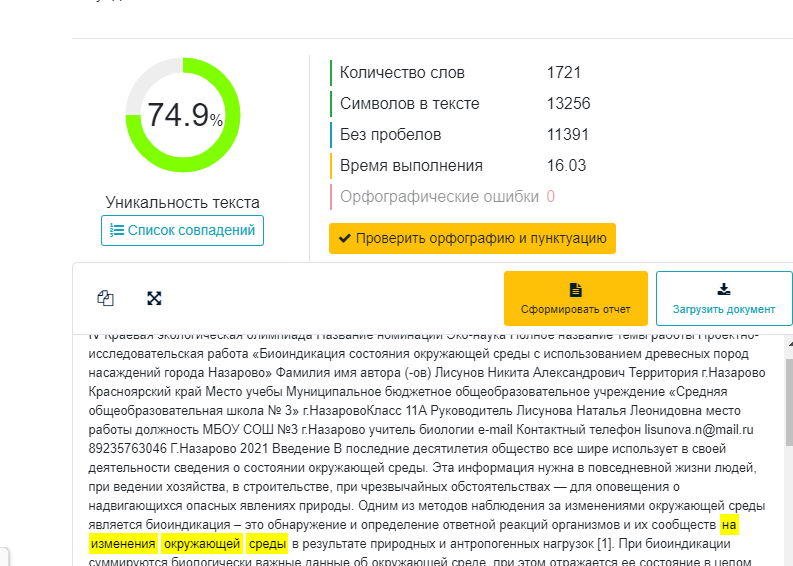 74.9%
Уникальность текста
Список совпадений
Количество слов 1721
Символов в тексте 13256
Без пробелов 11391
Время выполнения 16.03
Орфографические ошибки 0
Проверить орфографию и пунктуацию
Сформировать отчет
Загрузить документ
IV Краевая экологическая олимпиада Название номинации Эко-наука Полное название темы работы Проектно-
исследовательская работа «Биоиндикация состояния окружающей среды с использованием древесных пород
насаждений города Назарово» Фамилия имя автора (-ов) Лисунов Никита Александрович Территория г.Назарово
Красноярский край Место учебы Муниципальное бюджетное общеобразовательное учреждение «Средняя
общеобразовательная школа № 3» г.НазаровоКласс 11А Руководитель Лисунова Наталья Леонидовна место
работы должность МБОУ СОШ №3 г.Назарово учитель биологии e-mail Контактный телефон lisunova.n@mail.ru
89235763046 Г.Назарово 2021 Введение В последние десятилетия общество все шире использует в своей
деятельности сведения о состоянии окружающей среды. Эта информация нужна в повседневной жизни людей,
при ведении хозяйства, в строительстве, при чрезвычайных обстоятельствах — для оповещения о
надвигающихся опасных явлениях природы. Одним из методов наблюдения за изменениями окружающей среды
является биоиндикация – это обнаружение и определение ответной реакций организмов и их сообществ на
изменения окружающей среды в результате природных и антропогенных нагрузок [1]. При биоиндикации
суммируются биологически важные данные об окружающей среде, при этом отражается ее состояние в целом